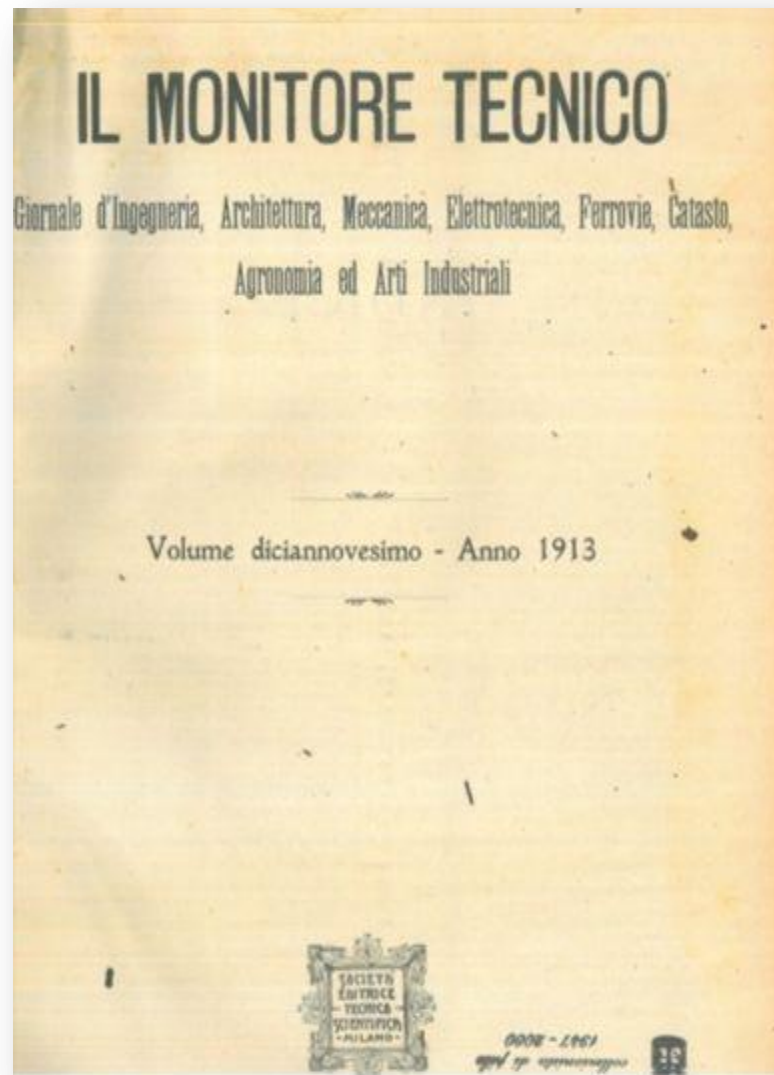 IL MONITORE TECNICO
Giornale d'Ingegneria, Architettura, Meccanica, Elettrotecnica, Ferrovie, Catasto,
Agronomia ed Arti Industriali
Volume diciannovesimo - Anno 1913
SOCIETÀ
EDITRICE
TECNICA
SCIENTIFICA
- MILANO -
1947 - 2000